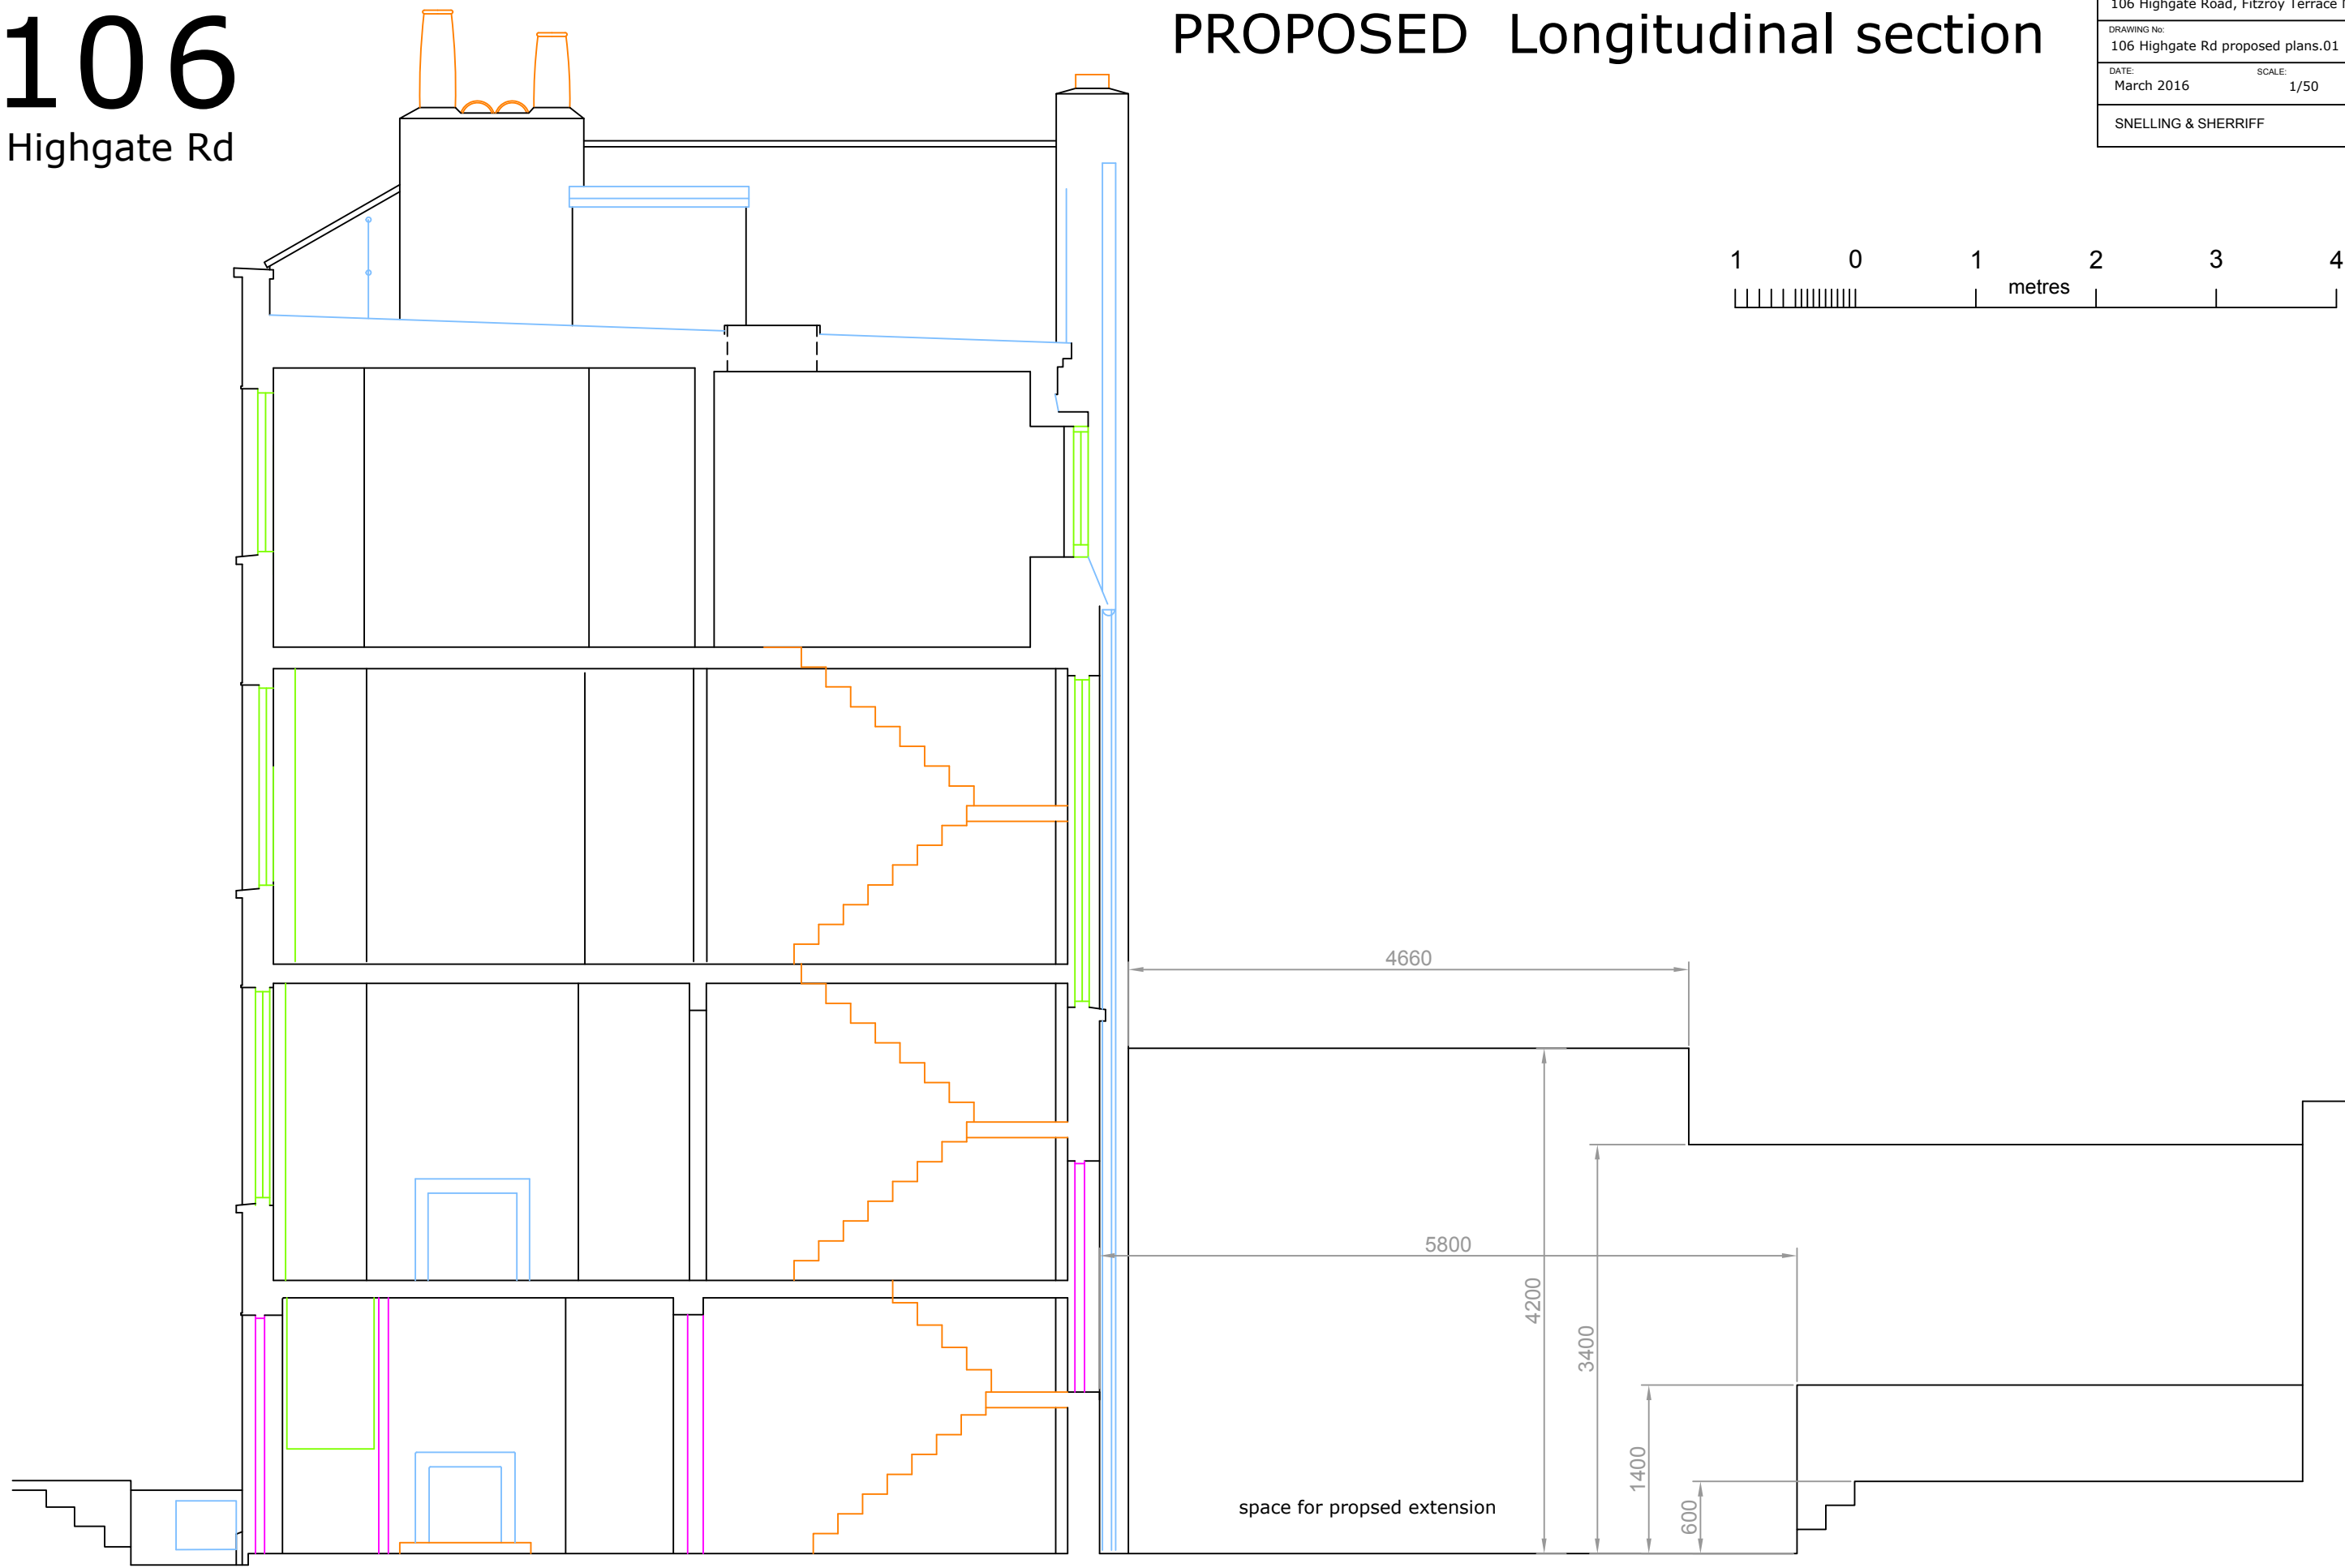 106
Highgate Rd
PROPOSED Longitudinal section
106 Highgate Road, Fitzroy Terrace
DRAWING No:
106 Highgate Rd proposed plans.01
DATE: SCALE:
March 2016 1/50
SNELLING & SHERRIFF
1 0 1 2 3 4
metres
4660
5800
4200
3400
1400
600
space for propsed extension